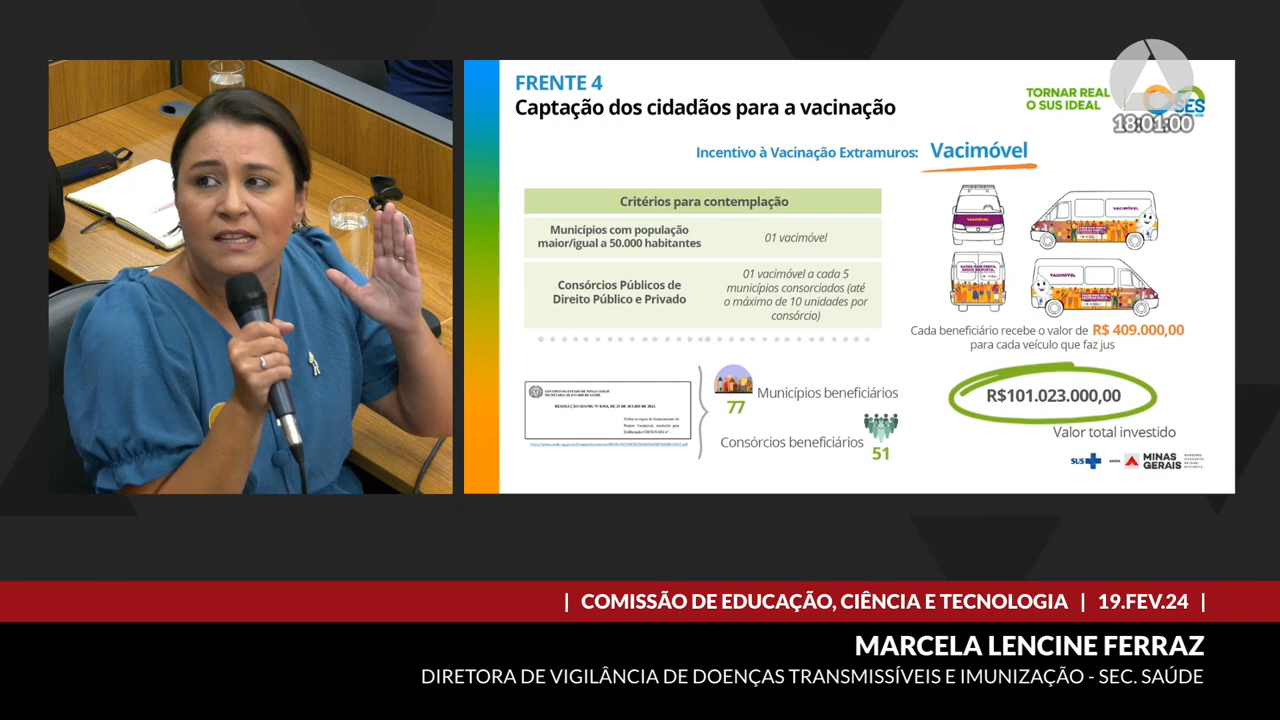 FRENTE 4
Captação dos cidadãos para a vacinação
TORNAR REAL
O SUS IDEAL
SES
18:01:00
Incentivo à Vacinação Extramuros: Vacimóvel
Critérios para contemplação
Municípios com população
maior/igual a 50.000 habitantes
01 vacimóvel
Consórcios Públicos de
Direito Público e Privado
01 vacimóvel a cada 5
municípios consorciados (até
o máximo de 10 unidades por
consórcio)
VACIMÓVEL
VACIMÓVEL
VACIMÓVEL
Cada beneficiário recebe o valor de R$ 409.000,00
para cada veículo que faz jus
77 Municípios beneficiários
Consórcios beneficiários
51
R$101.023.000,00
Valor total investido
SUS
MINAS
GERAIS
| COMISSÃO DE EDUCAÇÃO, CIÊNCIA E TECNOLOGIA | 19.FEV.24 |
MARCELA LENCINE FERRAZ
DIRETORA DE VIGILÂNCIA DE DOENÇAS TRANSMISSÍVEIS E IMUNIZAÇÃO - SEC. SAÚDE